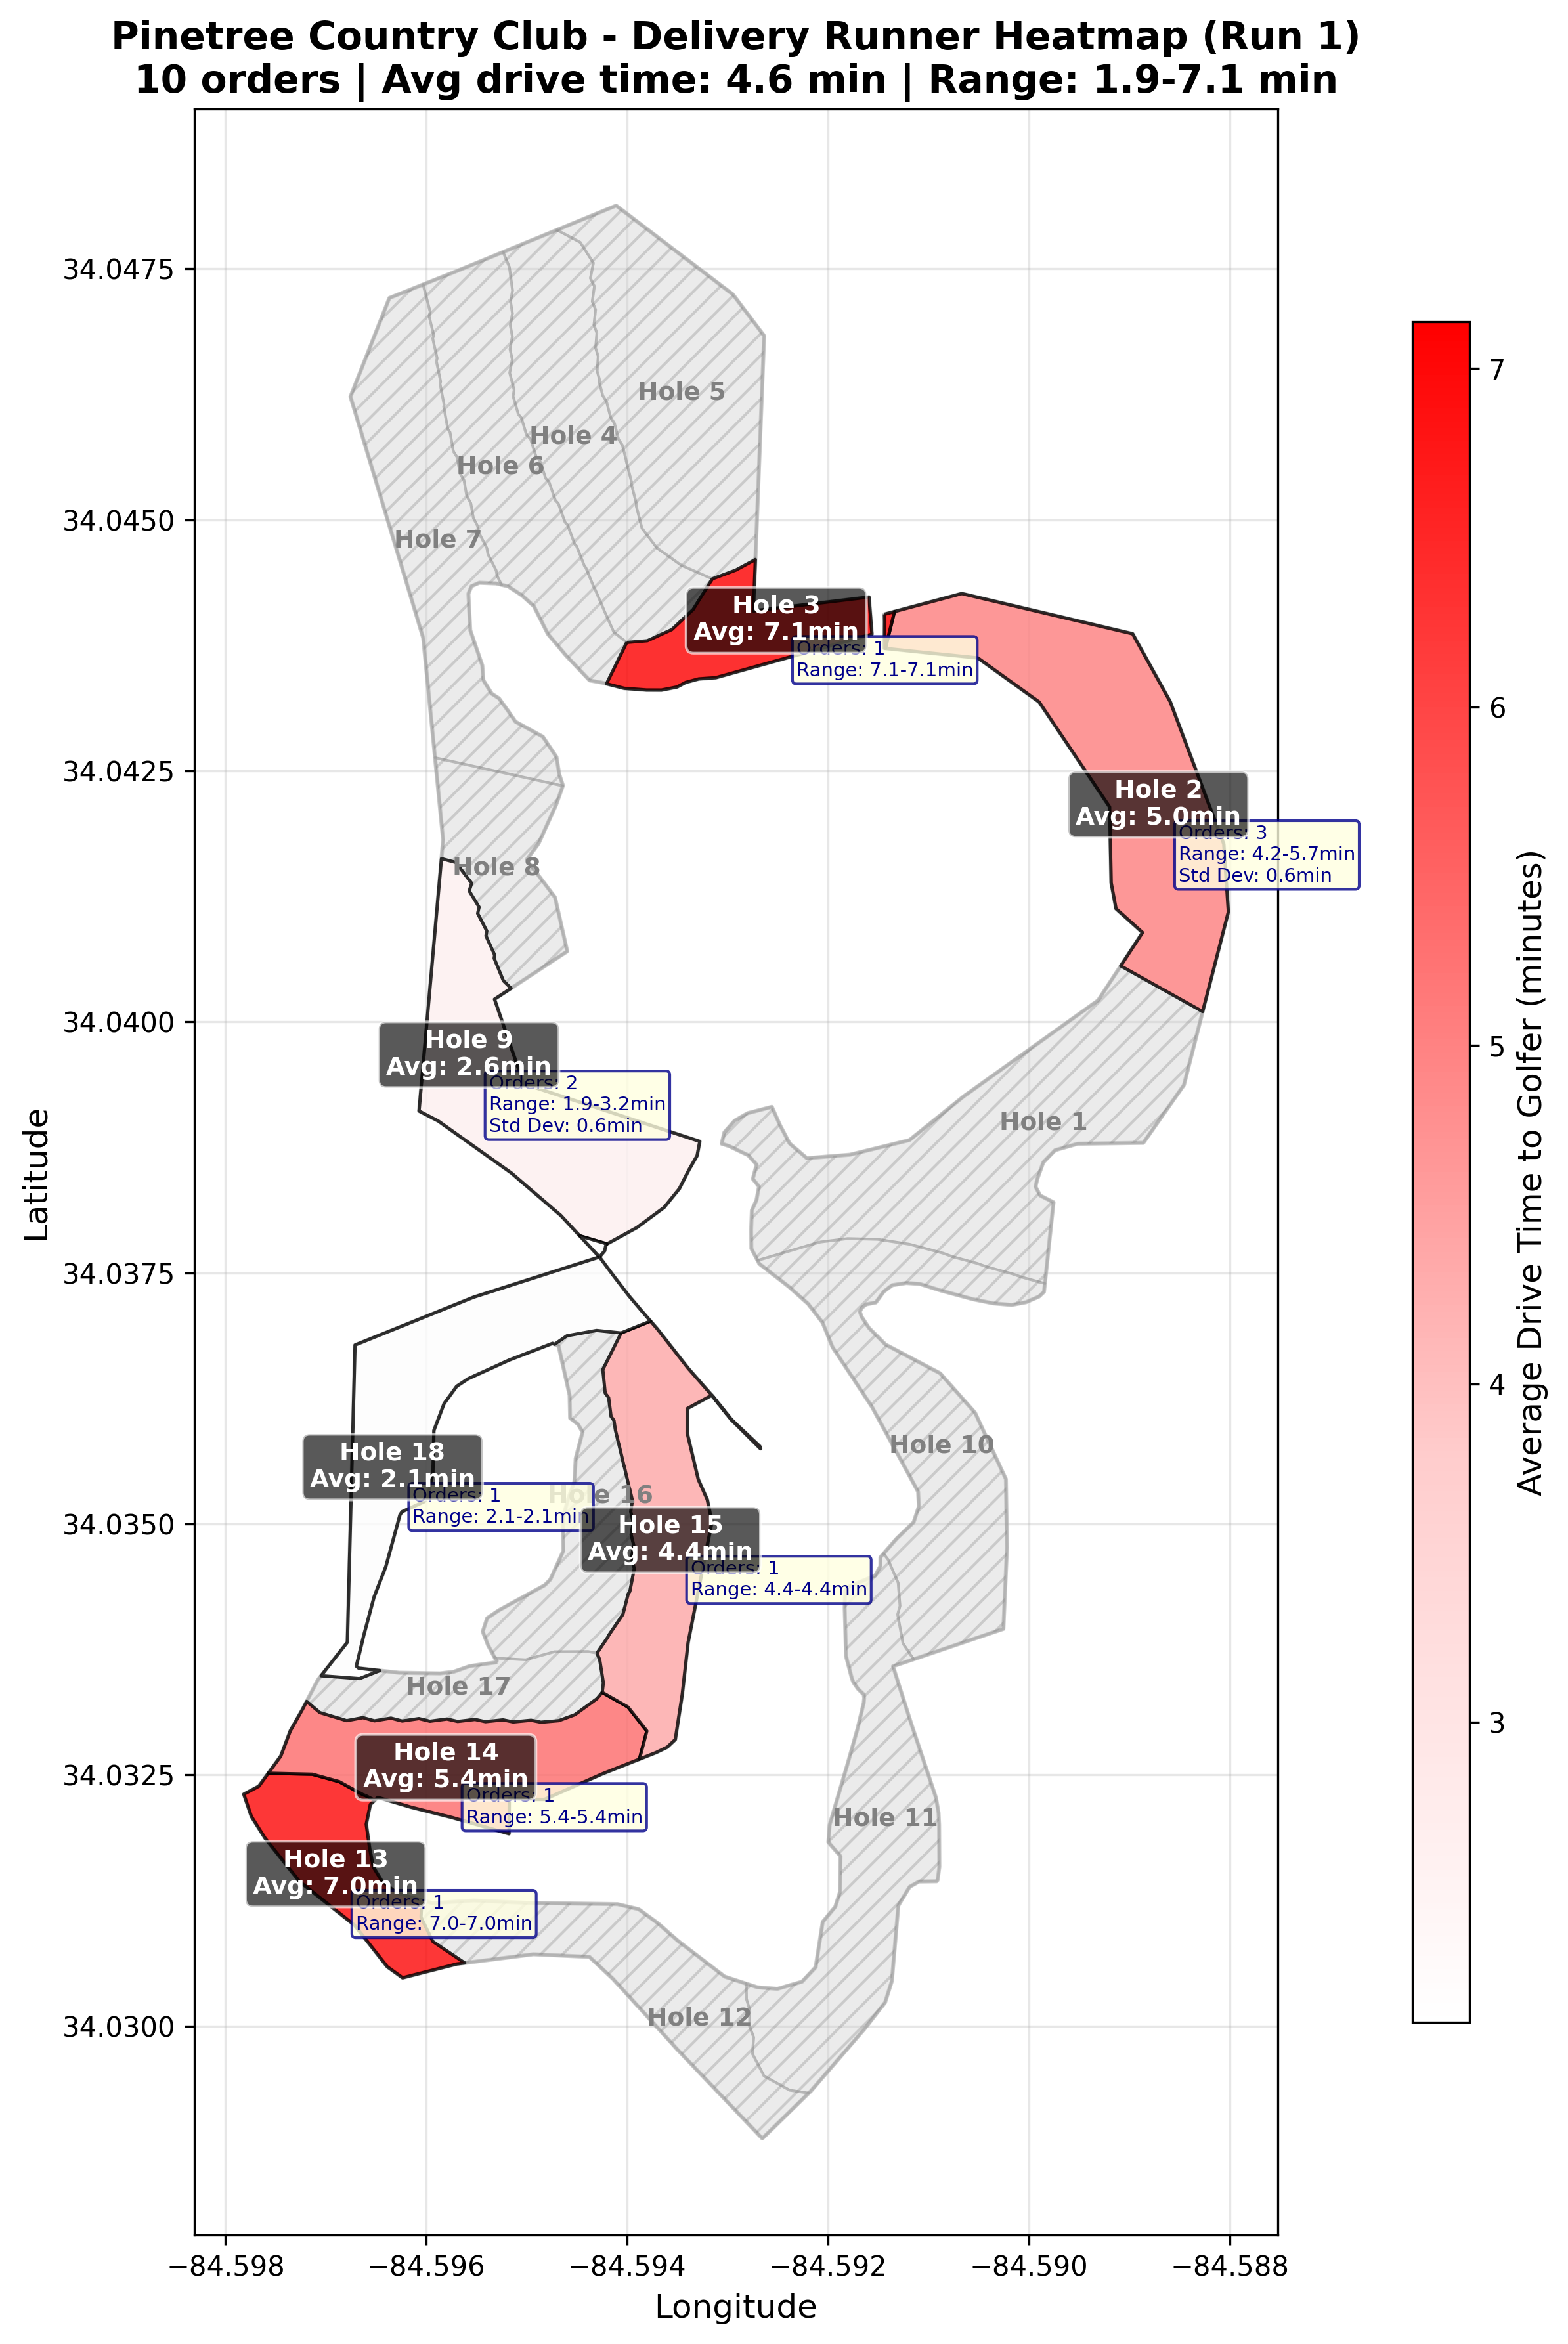 Pinetree Country Club - Delivery Runner Heatmap (Run 1)
10 orders | Avg drive time: 4.6 min | Range: 1.9-7.1 min
34.0475
34.0450
34.0425
34.0400
34.0375
34.0350
34.0325
34.0300
Latitude
Hole 5
Hole 4
Hole 6
Hole 7
Hole 3
Avg: 7.1min
Orders: 1
Range: 7.1-7.1min
Hole 2
Avg: 5.0min
Orders: 3
Range: 4.2-5.7min
Std Dev: 0.6min
Hole 8
Hole 9
Avg: 2.6min
Orders: 2
Range: 1.9-3.2min
Std Dev: 0.6min
Hole 1
Hole 10
Hole 18
Avg: 2.1min
Orders: 1
Range: 2.1-2.1min
Hole 16
Hole 15
Avg: 4.4min
Orders: 1
Range: 4.4-4.4min
Hole 17
Hole 14
Avg: 5.4min
Orders: 1
Range: 5.4-5.4min
Hole 11
Hole 13
Avg: 7.0min
Orders: 1
Range: 7.0-7.0min
Hole 12
−84.598
−84.596
−84.594
−84.592
−84.590
−84.588
Longitude
7
6
5
4
3
Average Drive Time to Golfer (minutes)